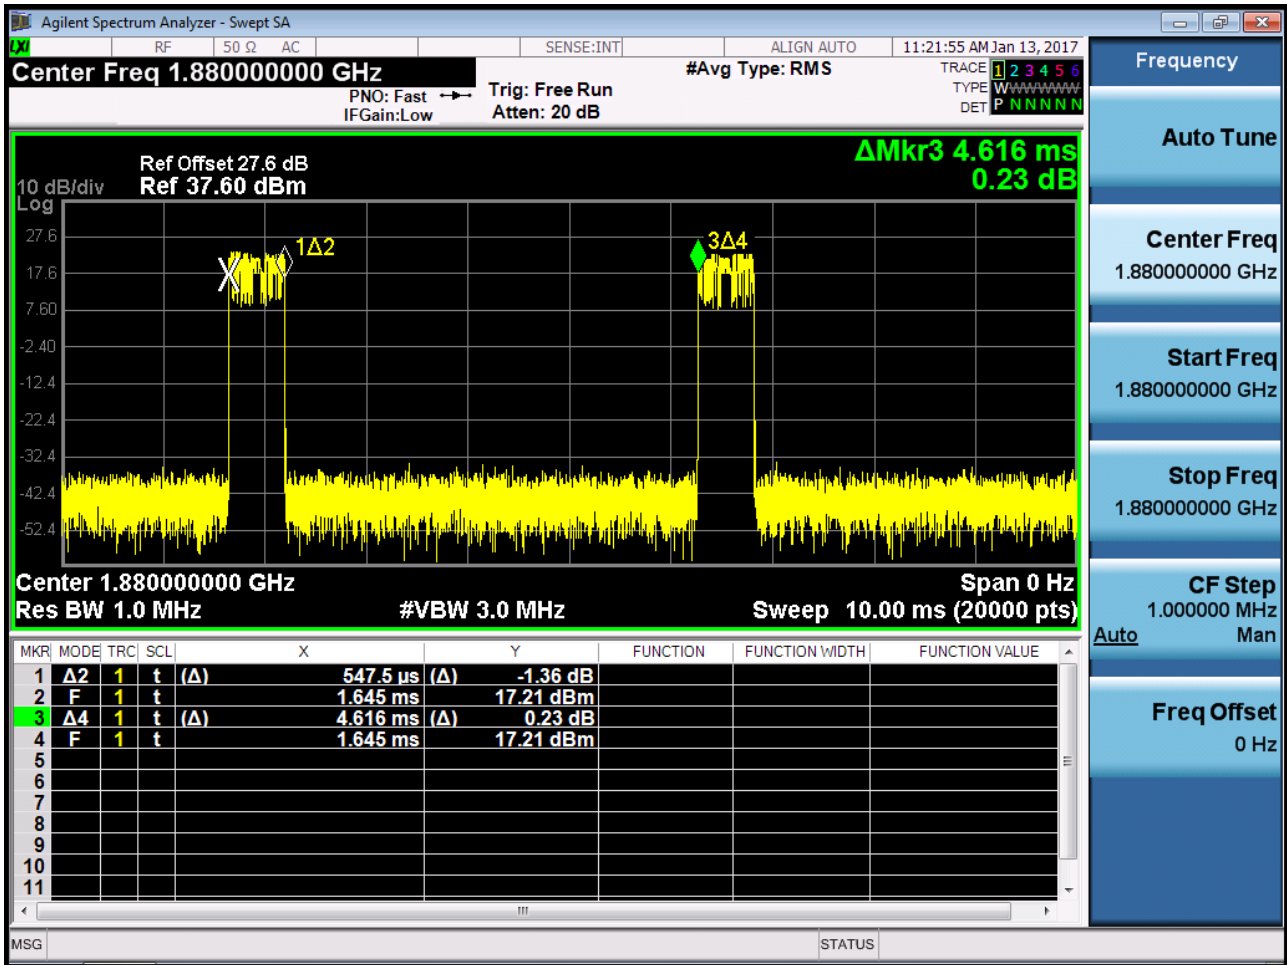 Agilent Spectrum Analyzer - Swept SA
LXI RF 50 Ω AC SENSE:INT ALIGN AUTO 11:21:55 AM Jan 13, 2017
Center Freq 1.880000000 GHz
PNO: Fast
IFGain:Low
Trig: Free Run
Atten: 20 dB
#Avg Type: RMS
TRACE 1 2 3 4 5 6
TYPE WWWWWWW
DET P N N N N N
Ref Offset 27.6 dB
10 dB/div Ref 37.60 dBm
Log
ΔMkr3 4.616 ms
0.23 dB
27.6
17.6
7.60
-2.40
-12.4
-22.4
-32.4
-42.4
-52.4
X
1Δ2
3Δ4
Center 1.880000000 GHz Span 0 Hz
Res BW 1.0 MHz #VBW 3.0 MHz Sweep 10.00 ms (20000 pts)
MKR MODE TRC SCL X Y FUNCTION FUNCTION WIDTH FUNCTION VALUE
1 Δ2 1 t (Δ) 547.5 µs (Δ) -1.36 dB
2 F 1 t 1.645 ms 17.21 dBm
3 Δ4 1 t (Δ) 4.616 ms (Δ) 0.23 dB
4 F 1 t 1.645 ms 17.21 dBm
5
6
7
8
9
10
11
MSG STATUS
Frequency
Auto Tune
Center Freq
1.880000000 GHz
Start Freq
1.880000000 GHz
Stop Freq
1.880000000 GHz
CF Step
1.000000 MHz
Auto Man
Freq Offset
0 Hz